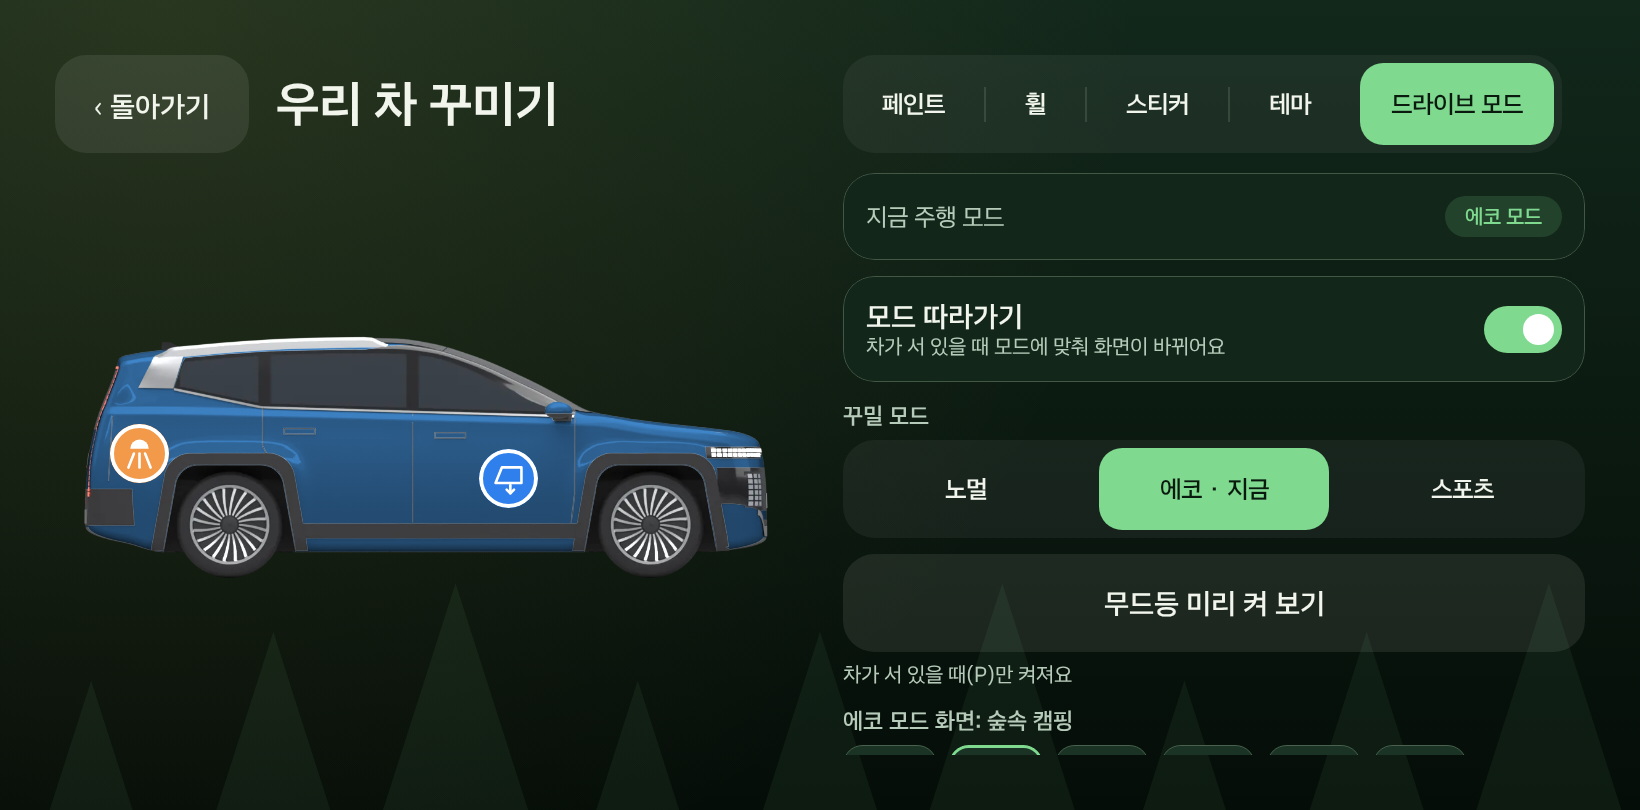 ‹ 돌아가기
우리 차 꾸미기
페인트
휠
스티커
테마
드라이브 모드
지금 주행 모드
에코 모드
모드 따라가기
차가 서 있을 때 모드에 맞춰 화면이 바뀌어요
꾸밀 모드
노멀
에코 · 지금
스포츠
무드등 미리 켜 보기
차가 서 있을 때(P)만 켜져요
에코 모드 화면: 숲속 캠핑